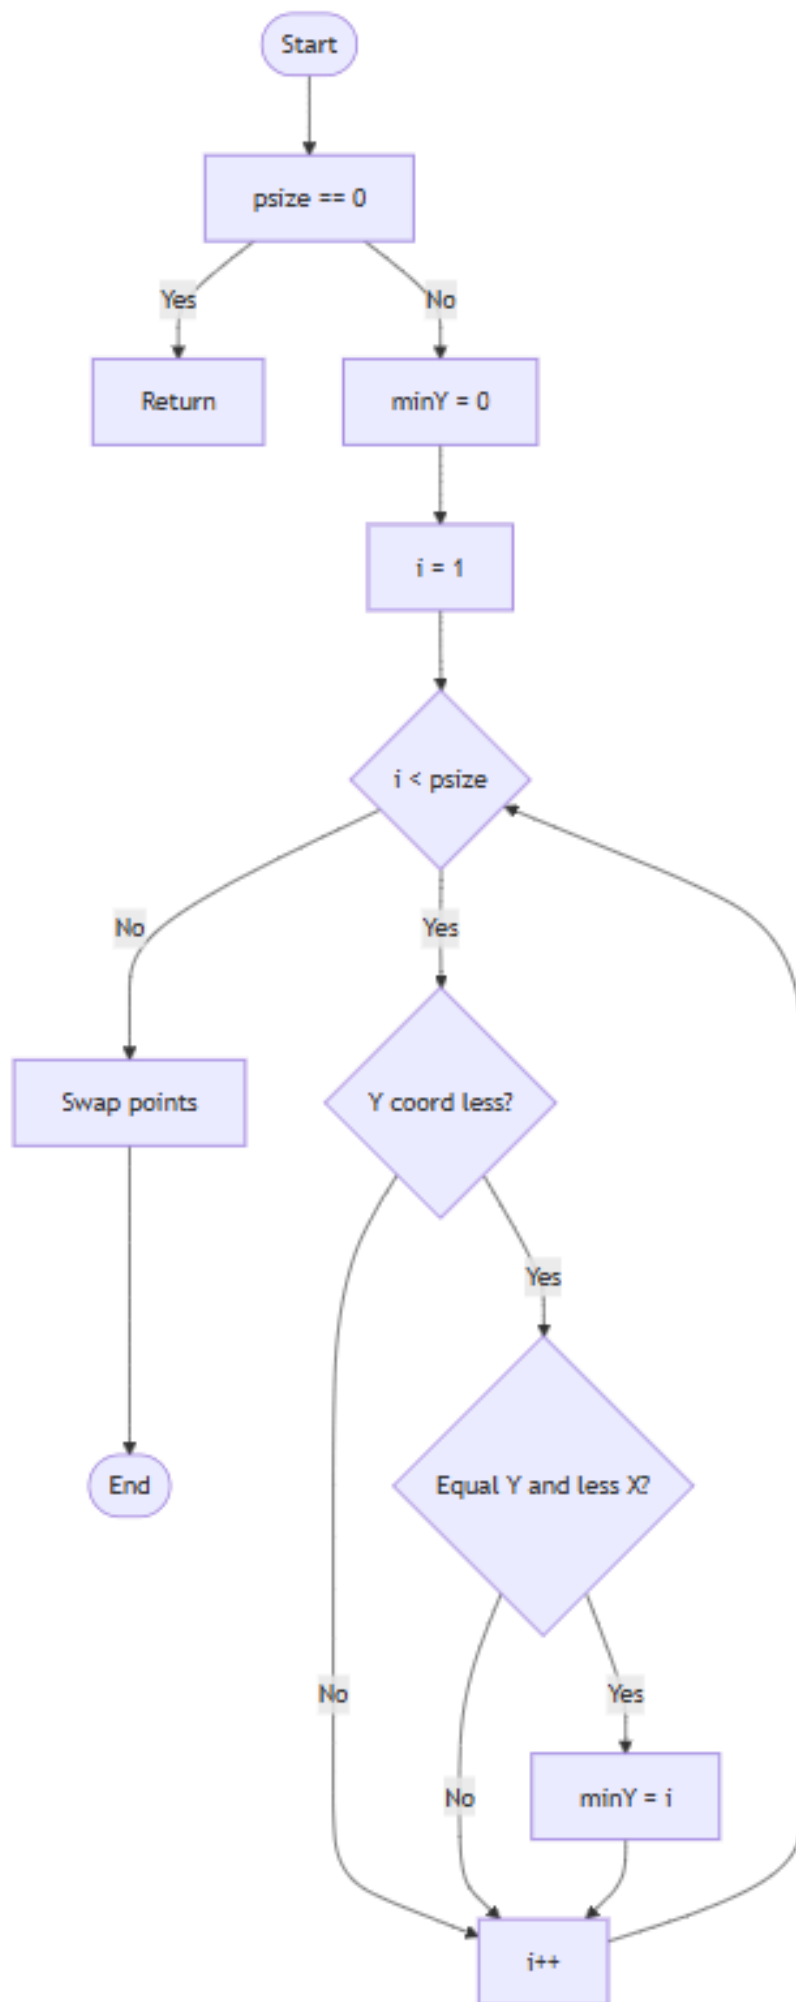 Start
psize == 0
Yes
No
Return
minY = 0
i = 1
i < psize
No
Yes
Swap points
Y coord less?
Yes
End
Equal Y and less X?
No
Yes
No
minY = i
i++